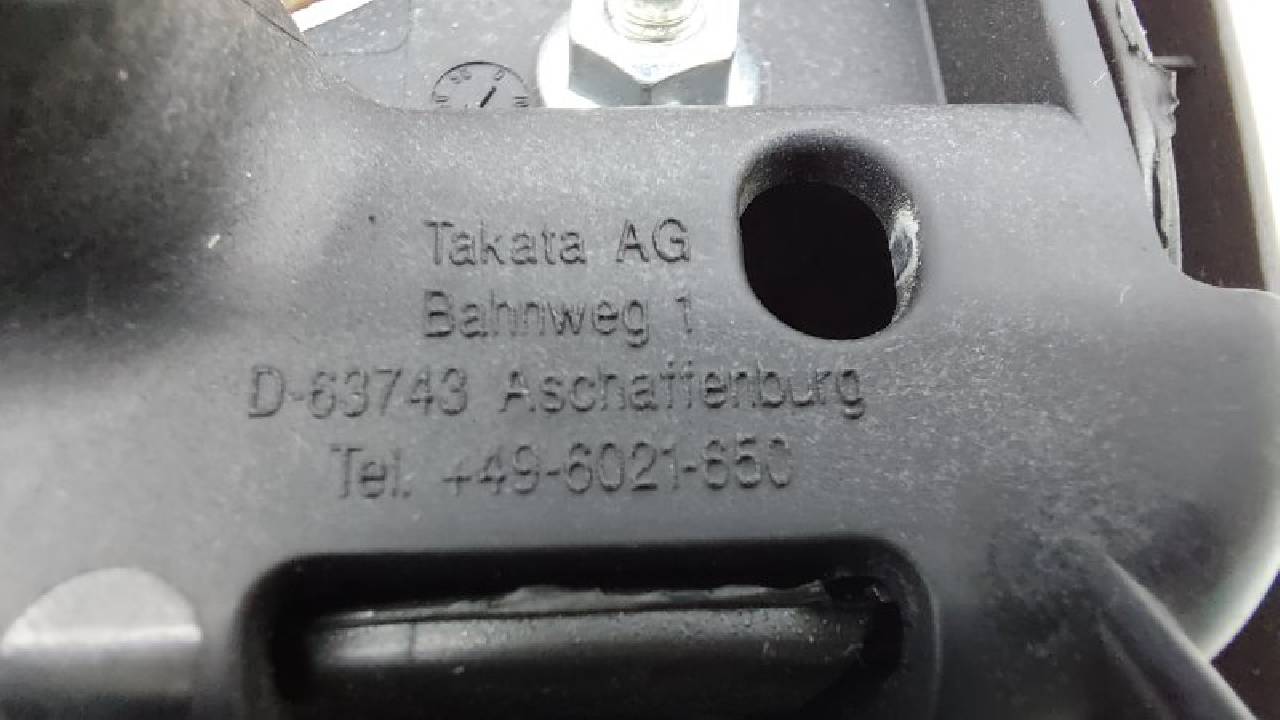 Takata AG
Bahnweg 1
D-63743 Aschaffenburg
Tel. +49-6021-650